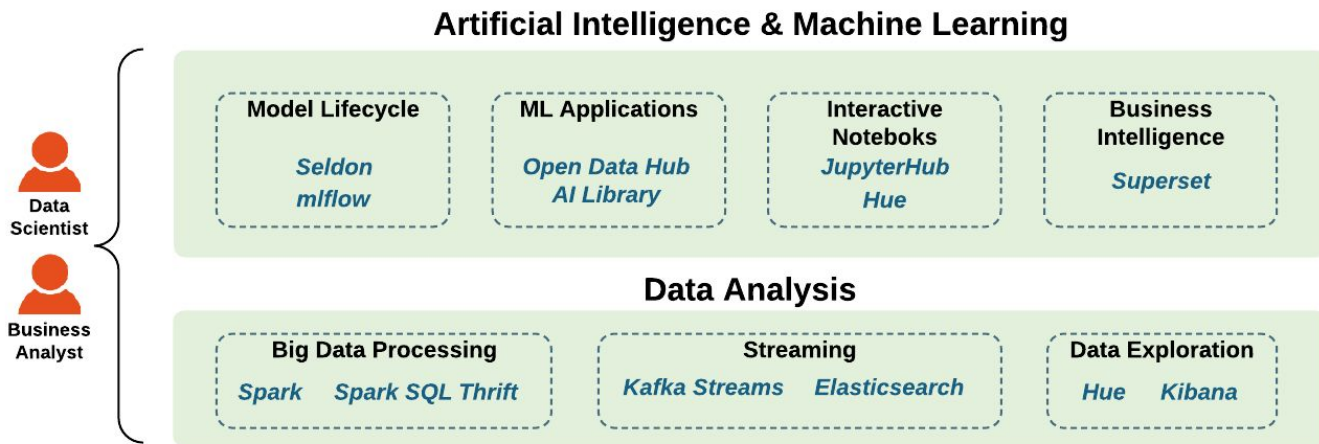 Artificial Intelligence & Machine Learning
Model Lifecycle
Seldon
mlflow
ML Applications
Open Data Hub
AI Library
Interactive
Noteboks
JupyterHub
Hue
Business
Intelligence
Superset
Data
Scientist
Business
Analyst
Data Analysis
Big Data Processing
Spark Spark SQL Thrift
Streaming
Kafka Streams Elasticsearch
Data Exploration
Hue Kibana